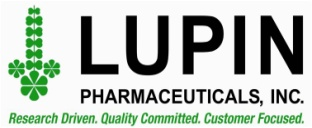 LUPIN
PHARMACEUTICALS, INC.
Research Driven. Quality Committed. Customer Focused.